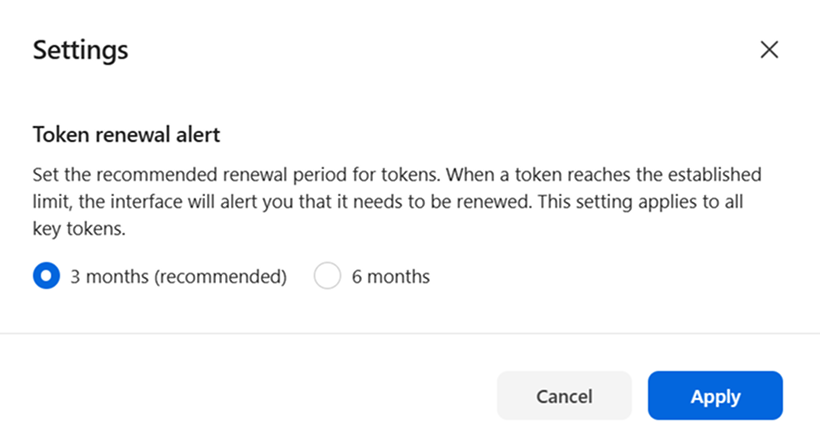 Settings
Token renewal alert
Set the recommended renewal period for tokens. When a token reaches the established
limit, the interface will alert you that it needs to be renewed. This setting applies to all
key tokens.
3 months (recommended) 6 months
Cancel Apply